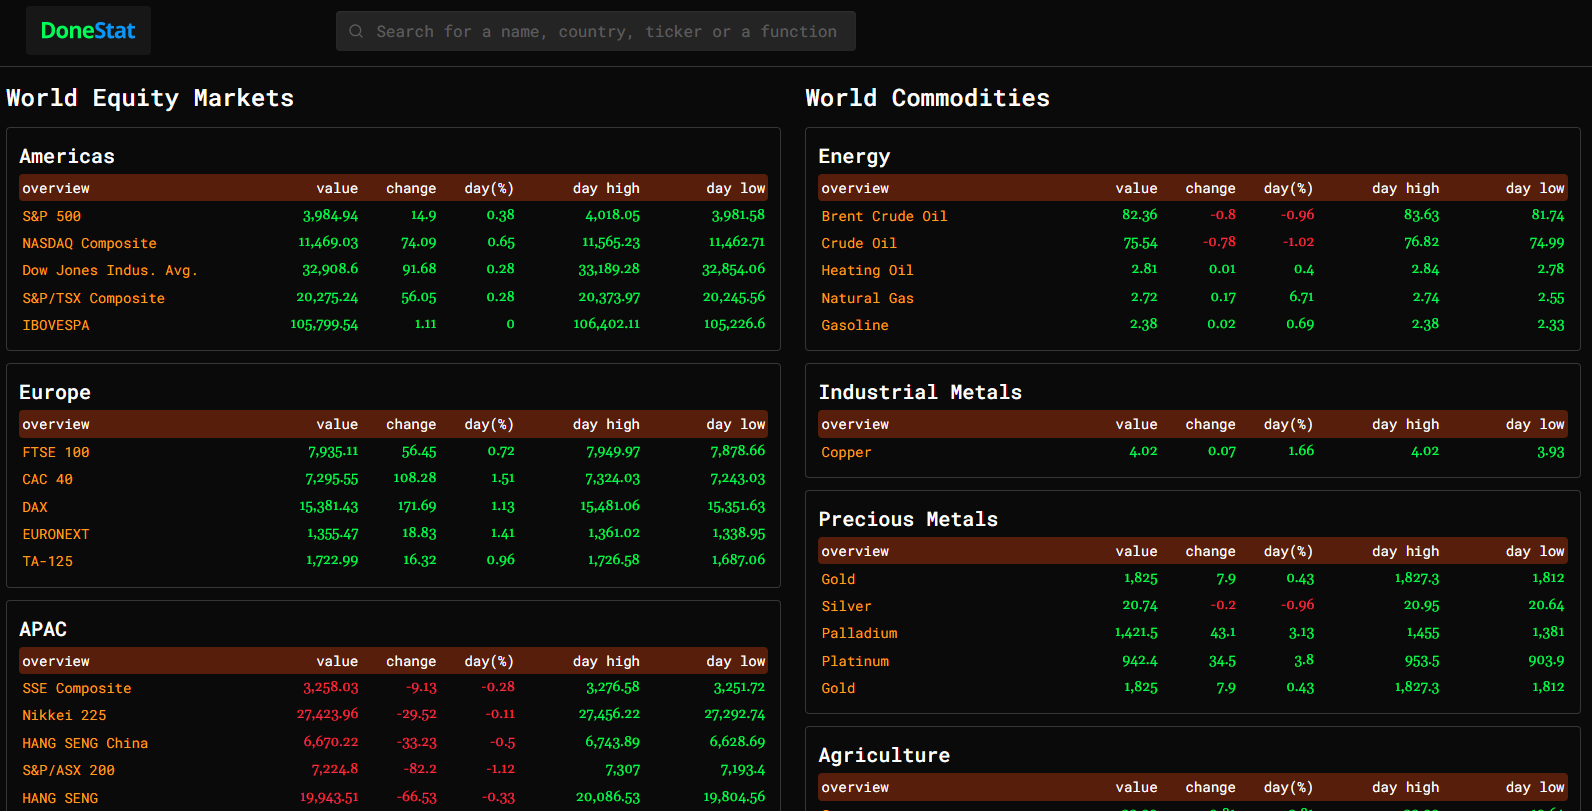 DoneStat
Search for a name, country, ticker or a function
World Equity Markets
Americas
overview value change day(%) day high day low
S&P 500 3,984.94 14.9 0.38 4,018.05 3,981.58
NASDAQ Composite 11,469.03 74.09 0.65 11,565.23 11,462.71
Dow Jones Indus. Avg. 32,908.6 91.68 0.28 33,189.28 32,854.06
S&P/TSX Composite 20,275.24 56.05 0.28 20,373.97 20,245.56
IBOVESPA 105,799.54 1.11 0 106,402.11 105,226.6
Europe
overview value change day(%) day high day low
FTSE 100 7,935.11 56.45 0.72 7,949.97 7,878.66
CAC 40 7,295.55 108.28 1.51 7,324.03 7,243.03
DAX 15,381.43 171.69 1.13 15,481.06 15,351.63
EURONEXT 1,355.47 18.83 1.41 1,361.02 1,338.95
TA-125 1,722.99 16.32 0.96 1,726.58 1,687.06
APAC
overview value change day(%) day high day low
SSE Composite 3,258.03 -9.13 -0.28 3,276.58 3,251.72
Nikkei 225 27,423.96 -29.52 -0.11 27,456.22 27,292.74
HANG SENG China 6,670.22 -33.23 -0.5 6,743.89 6,628.69
S&P/ASX 200 7,224.8 -82.2 -1.12 7,307 7,193.4
HANG SENG 19,943.51 -66.53 -0.33 20,086.53 19,804.56
World Commodities
Energy
overview value change day(%) day high day low
Brent Crude Oil 82.36 -0.8 -0.96 83.63 81.74
Crude Oil 75.54 -0.78 -1.02 76.82 74.99
Heating Oil 2.81 0.01 0.4 2.84 2.78
Natural Gas 2.72 0.17 6.71 2.74 2.55
Gasoline 2.38 0.02 0.69 2.38 2.33
Industrial Metals
overview value change day(%) day high day low
Copper 4.02 0.07 1.66 4.02 3.93
Precious Metals
overview value change day(%) day high day low
Gold 1,825 7.9 0.43 1,827.3 1,812
Silver 20.74 -0.2 -0.96 20.95 20.64
Palladium 1,421.5 43.1 3.13 1,455 1,381
Platinum 942.4 34.5 3.8 953.5 903.9
Gold 1,825 7.9 0.43 1,827.3 1,812
Agriculture
overview value change day(%) day high day low